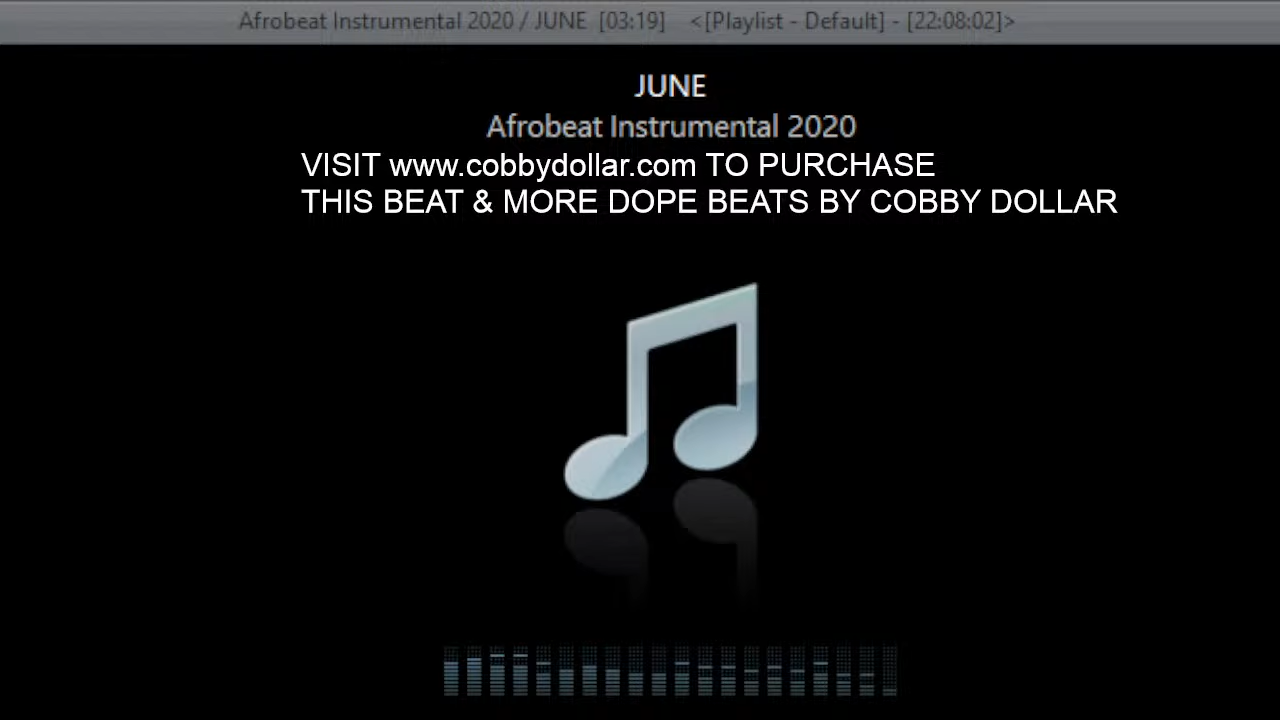 Afrobeat Instrumental 2020 / JUNE [03:19] <[Playlist - Default] - [22:08:02]>
JUNE
Afrobeat Instrumental 2020
VISIT www.cobbydollar.com TO PURCHASE
THIS BEAT & MORE DOPE BEATS BY COBBY DOLLAR